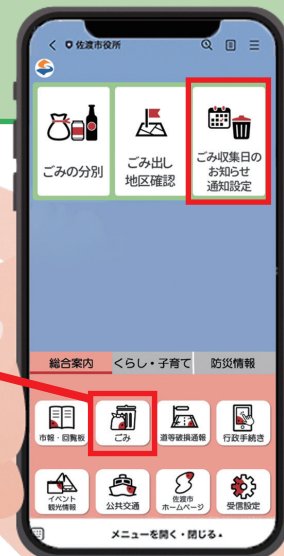 佐渡市役所
ごみの分別
ごみ出し
地区確認
ごみ収集日の
お知らせ
通知設定
総合案内
くらし・子育て
防災情報
市報・回覧板
ごみ
道等破損通報
行政手続き
イベント
観光情報
公共交通
佐渡市
ホームページ
受信設定
メニューを開く・閉じる